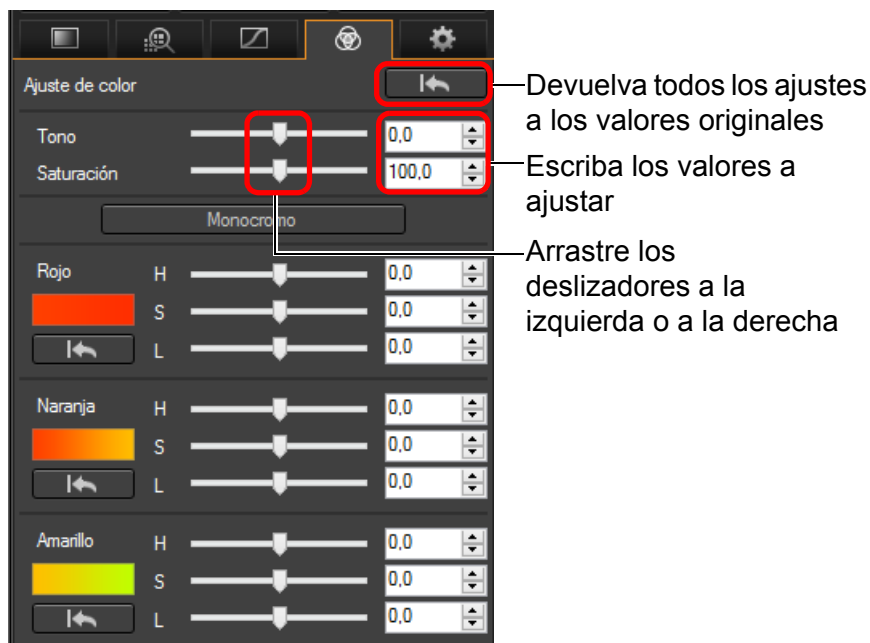 Ajuste de color
Devuelva todos los ajustes
a los valores originales
Tono 0,0
Saturación 100,0
Escriba los valores a
ajustar
Monocromo
Arrastre los
deslizadores a la
izquierda o a la derecha
Rojo H 0,0
S 0,0
L 0,0
Naranja H 0,0
S 0,0
L 0,0
Amarillo H 0,0
S 0,0
L 0,0